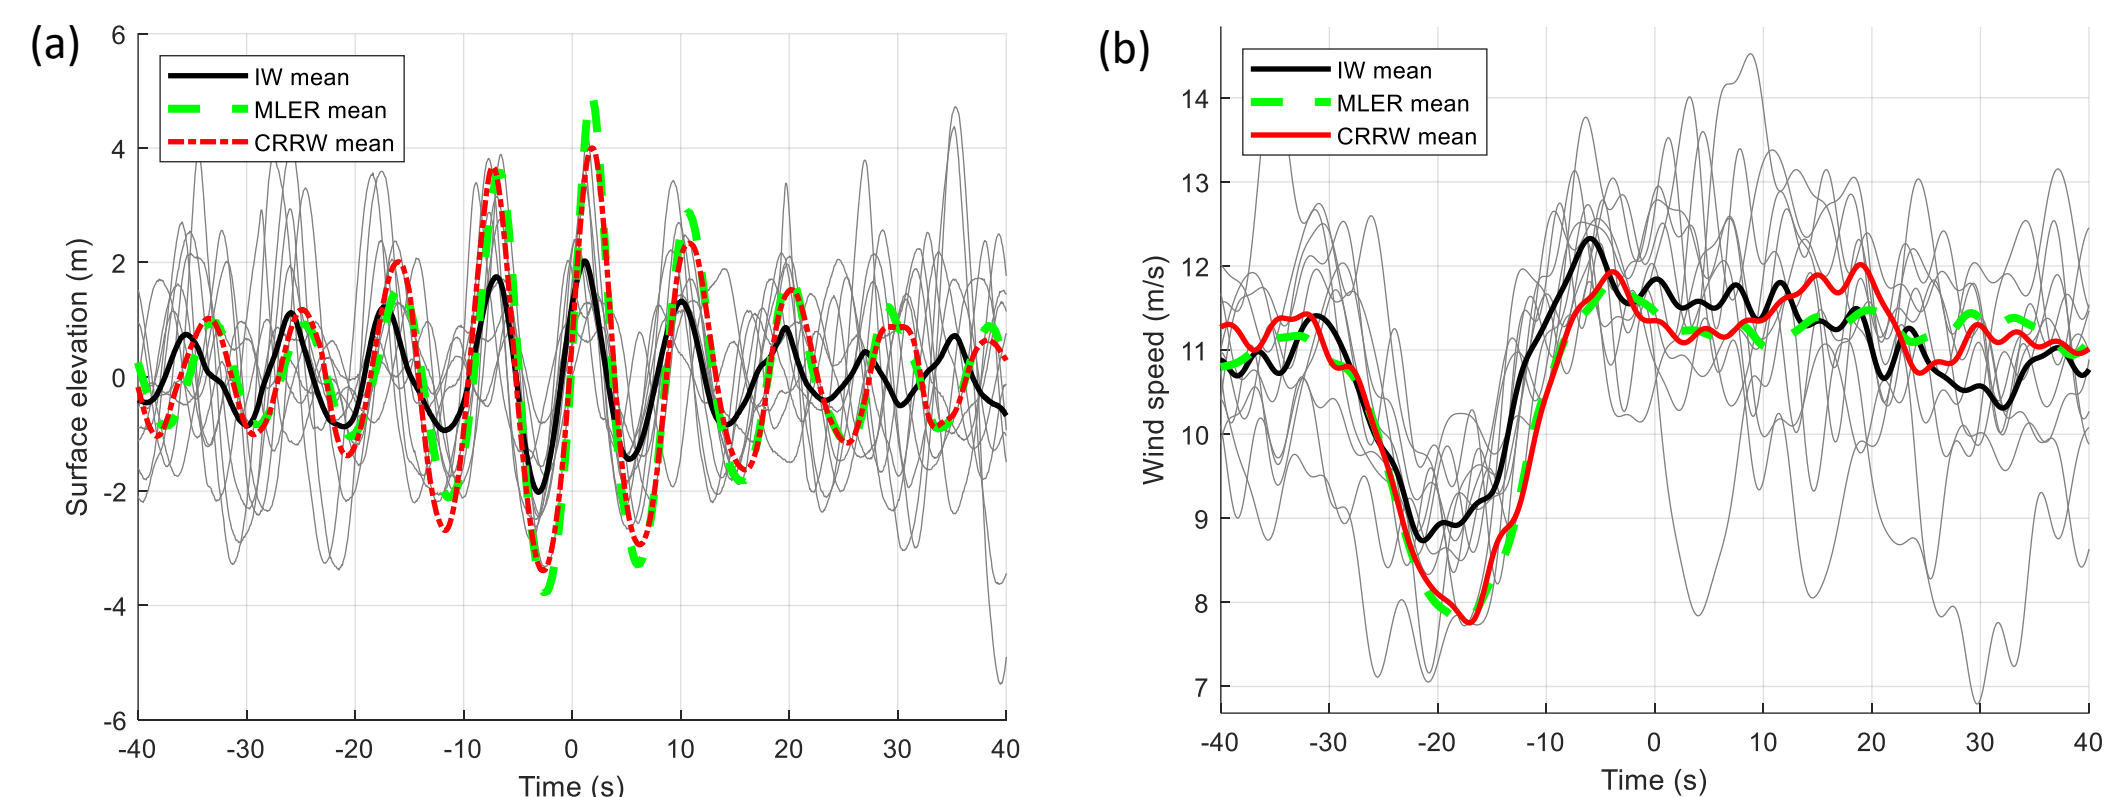 (a)
6
4
2
0
-2
-4
-6
Surface elevation (m)
IW mean
MLER mean
CRRW mean
-40 -30 -20 -10 0 10 20 30 40
Time (s)
(b)
14
13
12
11
10
9
8
7
Wind speed (m/s)
IW mean
MLER mean
CRRW mean
-40 -30 -20 -10 0 10 20 30 40
Time (s)